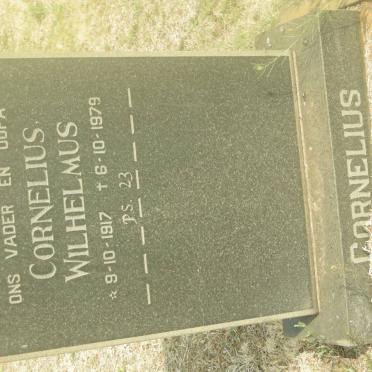 ONS VADER EN OUPA
CORNELIUS
WILHELMUS
☆ 9-10-1917 ✝ 6-10-1979
PS. 23
CORNELIUS